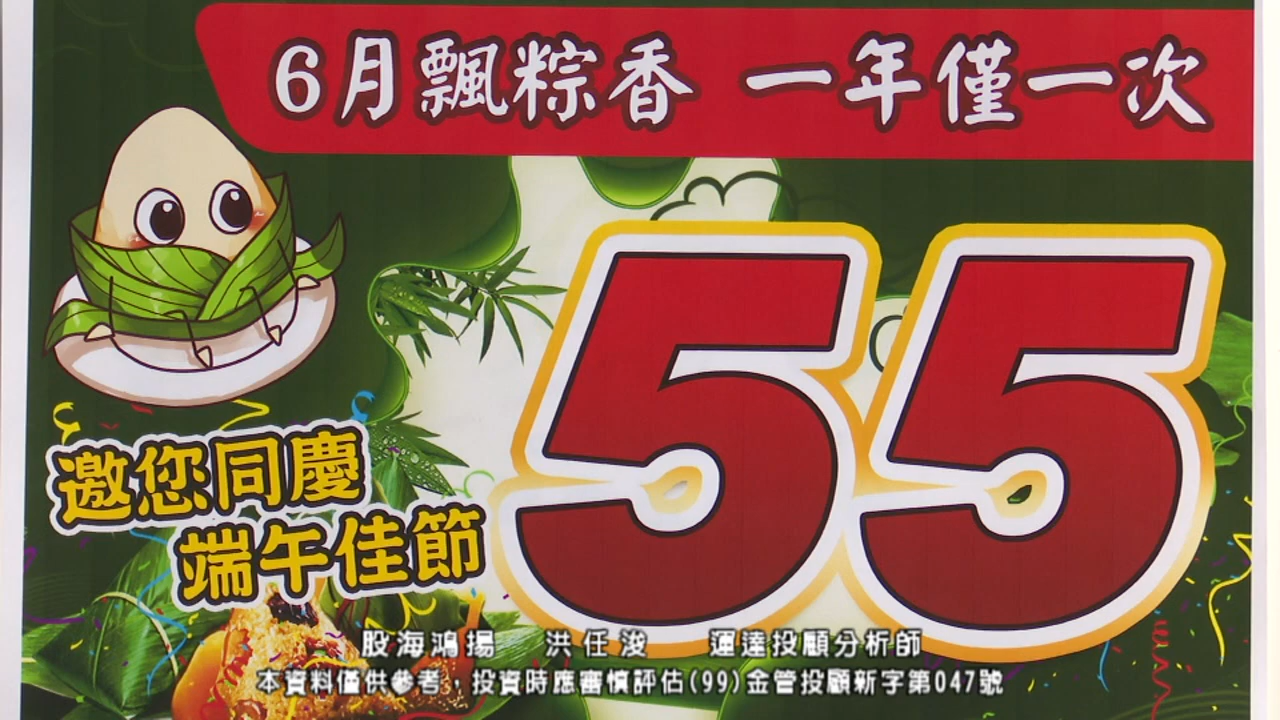 6月飄粽香 一年僅一次
55
邀您同慶
端午佳節
股海鴻揚 洪任浚 運達投顧分析師
本資料僅供參考，投資時應審慎評估(99)金管投顧新字第047號